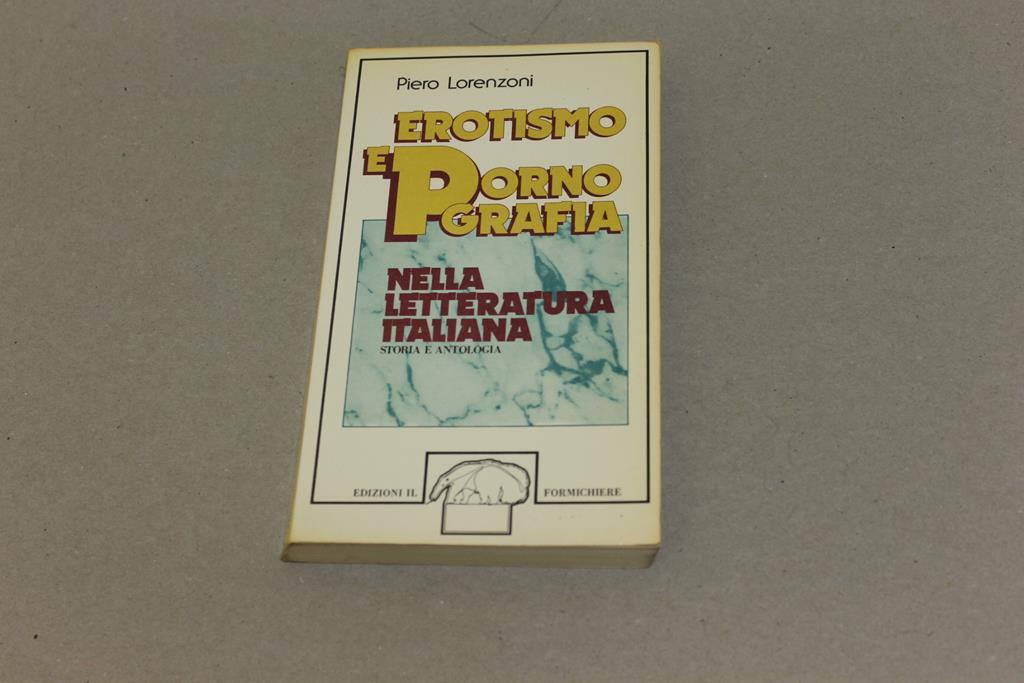 Piero Lorenzoni
EROTISMO
E PORNO
GRAFIA
NELLA
LETTERATURA
ITALIANA
STORIA E ANTOLOGIA
EDIZIONI IL FORMICHIERE